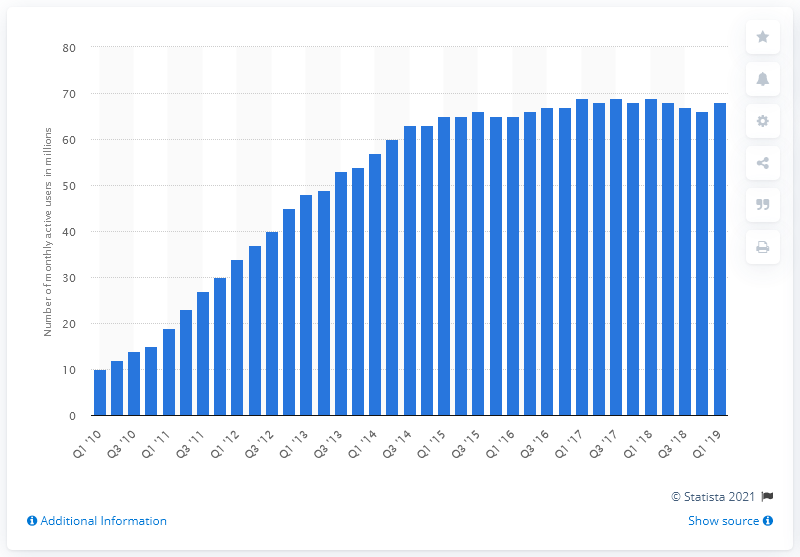 80
70
60
50
40
30
20
10
0
Number of monthly active users in millions
Q1 '10
Q3 '10
Q1 '11
Q3 '11
Q1 '12
Q3 '12
Q1 '13
Q3 '13
Q1 '14
Q3 '14
Q1 '15
Q3 '15
Q1 '16
Q3 '16
Q1 '17
Q3 '17
Q1 '18
Q3 '18
Q1 '19
© Statista 2021
Additional Information
Show source